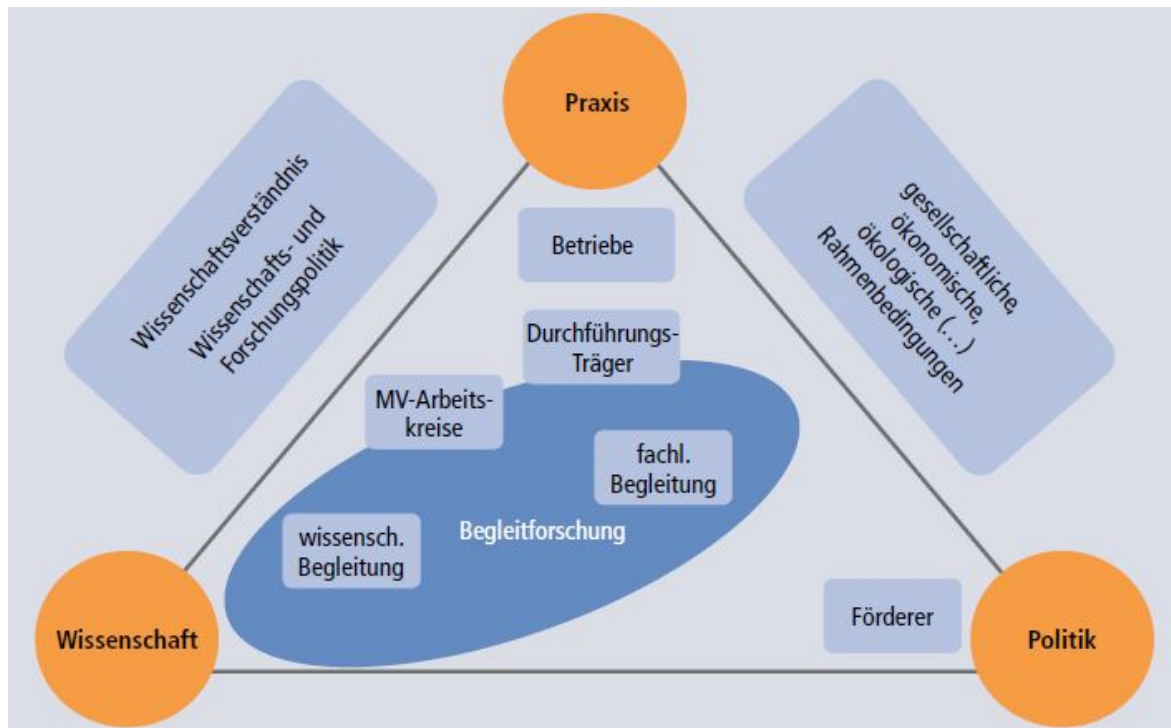 Praxis
Wissenschaftsverständnis
Wissenschafts- und
Forschungspolitik
gesellschaftliche,
ökonomische,
ökologische (...)
Rahmenbedingungen
Betriebe
Durchführungs-
Träger
MV-Arbeits-
kreise
fachl.
Begleitung
Begleitforschung
wissensch.
Begleitung
Förderer
Wissenschaft
Politik